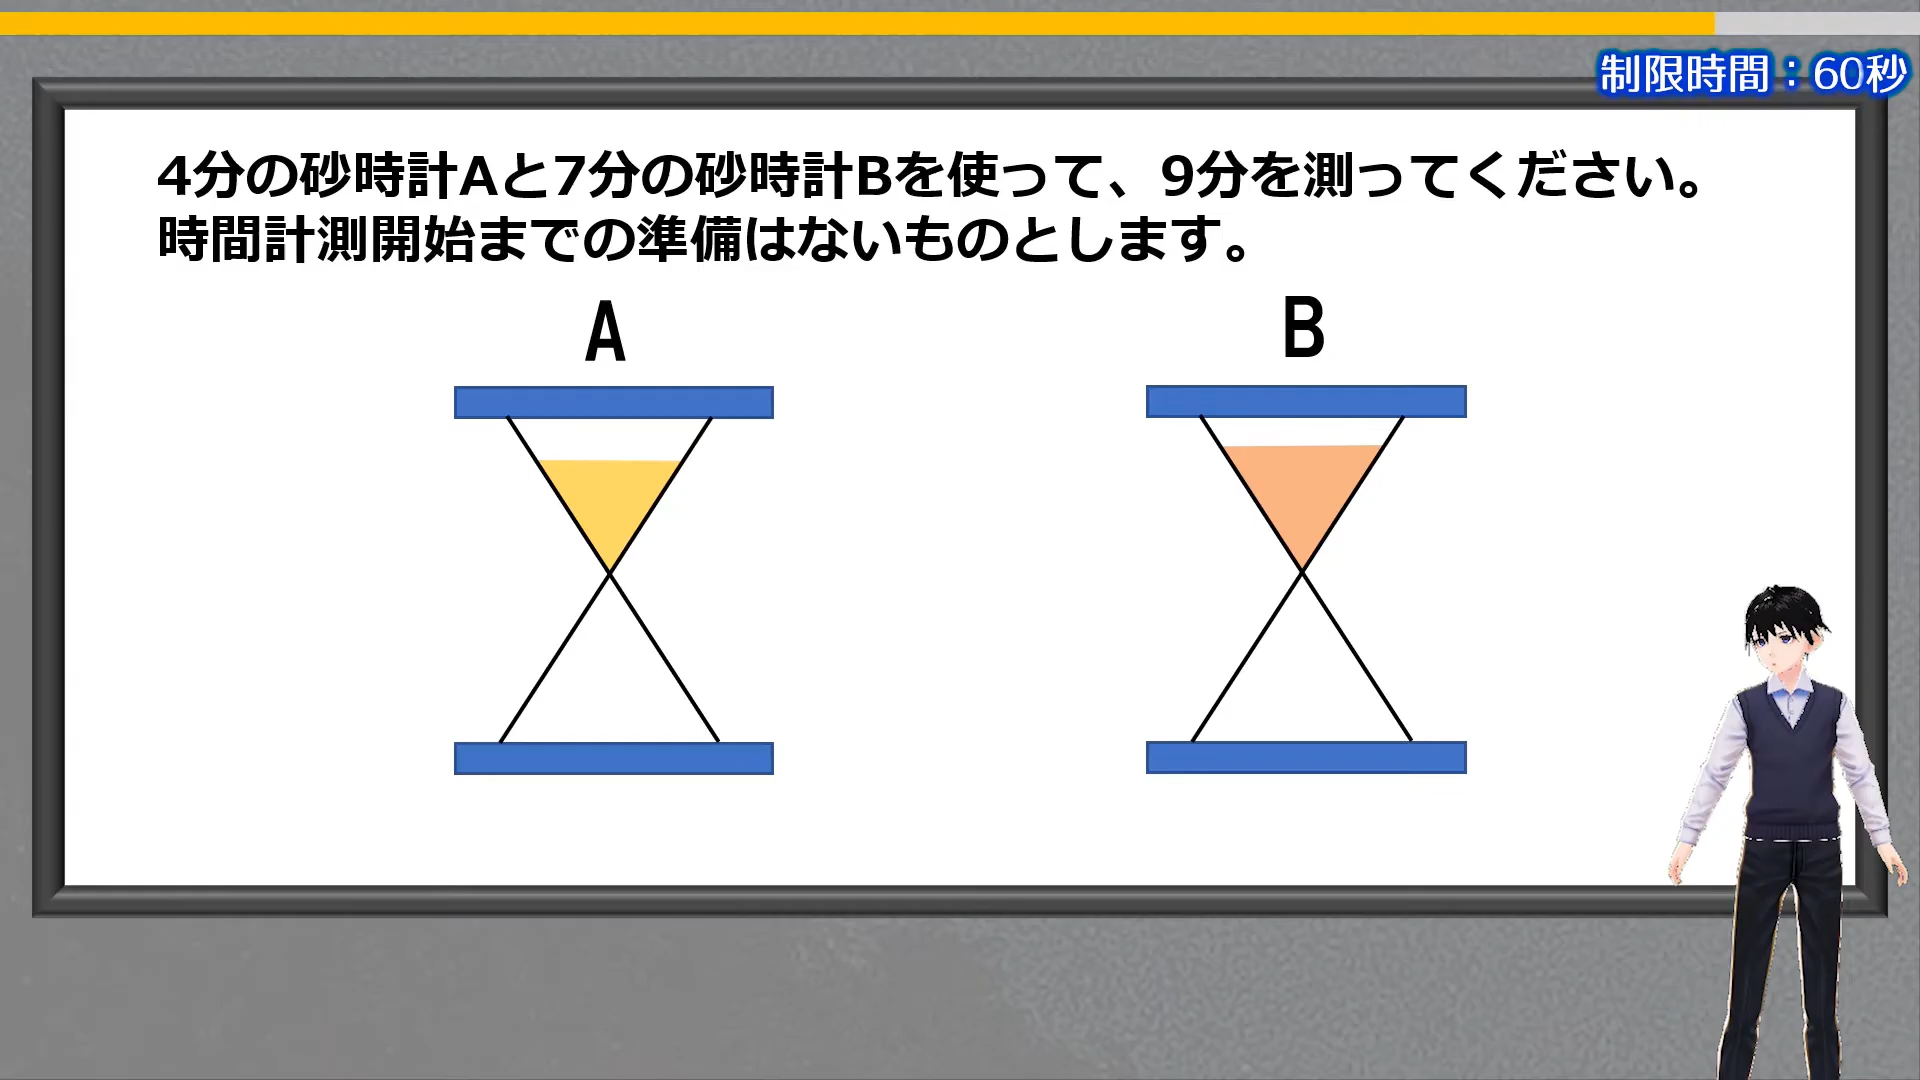 制限時間：60秒
4分の砂時計Aと7分の砂時計Bを使って、9分を測ってください。
時間計測開始までの準備はないものとします。
A
B